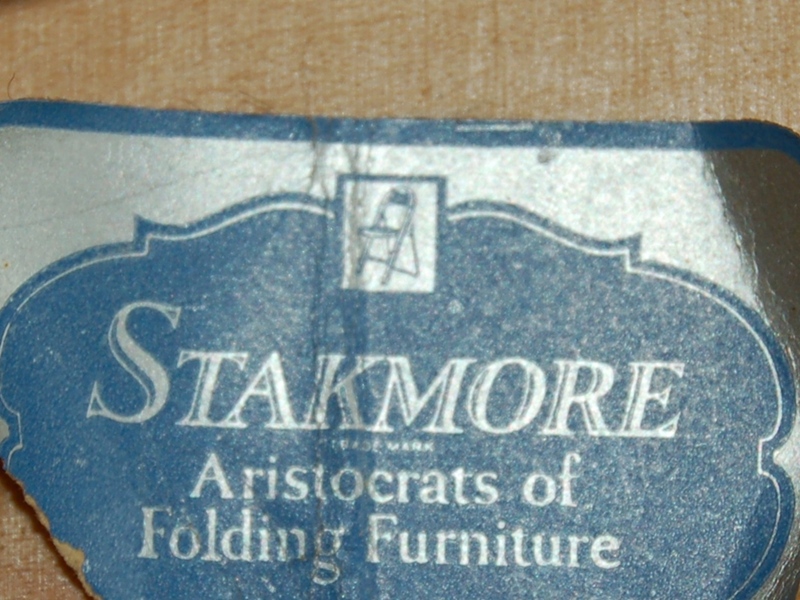 STAKMORE
TRADE MARK
Aristocrats of
Folding Furniture